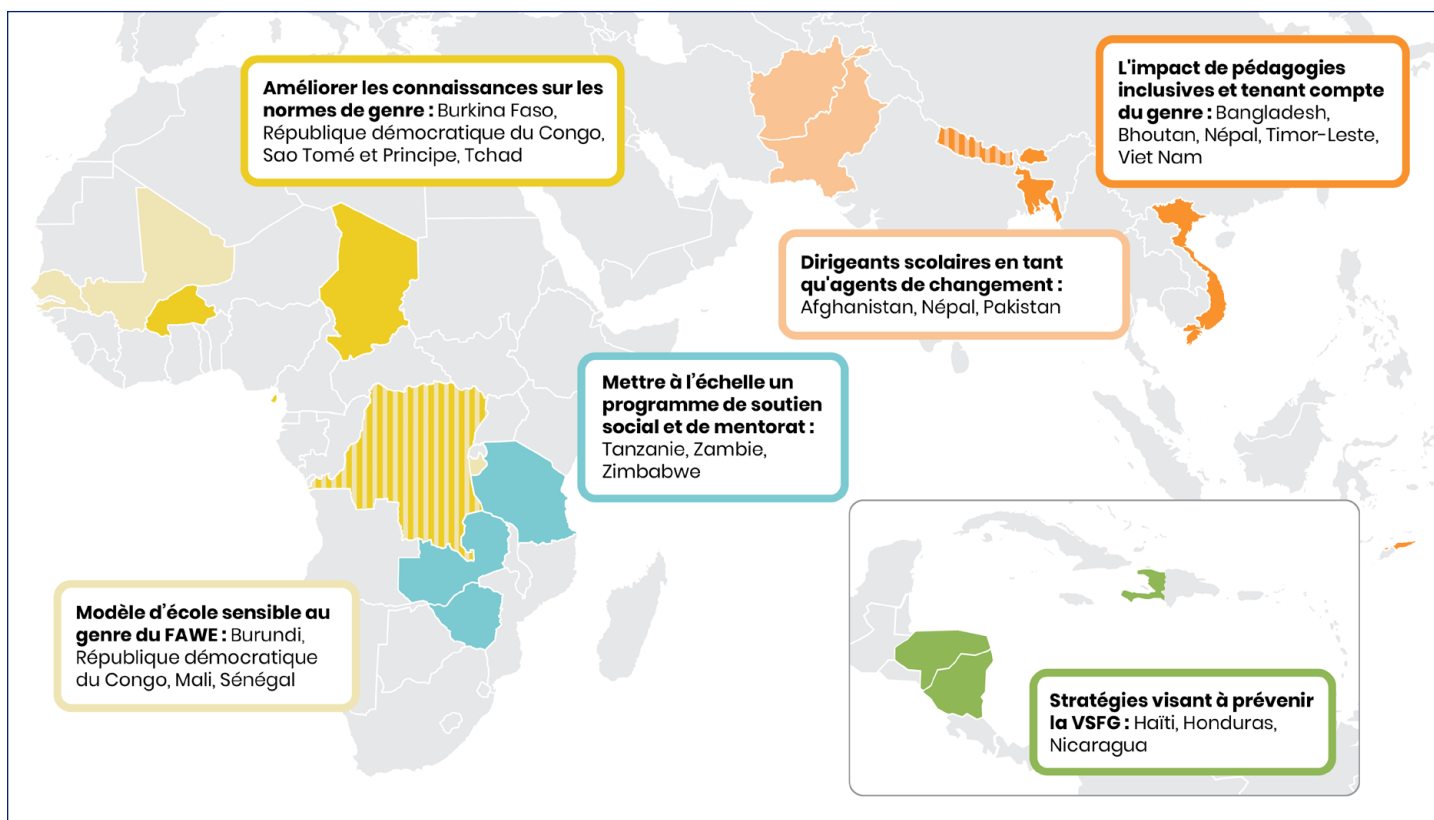 Améliorer les connaissances sur les
normes de genre : Burkina Faso,
République démocratique du Congo,
Sao Tomé et Principe, Tchad
L'impact de pédagogies
inclusives et tenant compte
du genre : Bangladesh,
Bhoutan, Népal, Timor-Leste,
Viet Nam
Dirigeants scolaires en tant
qu'agents de changement :
Afghanistan, Népal, Pakistan
Mettre à l’échelle un
programme de soutien
social et de mentorat :
Tanzanie, Zambie,
Zimbabwe
Modèle d’école sensible au
genre du FAWE : Burundi,
République démocratique
du Congo, Mali, Sénégal
Stratégies visant à prévenir
la VSFG : Haïti, Honduras,
Nicaragua